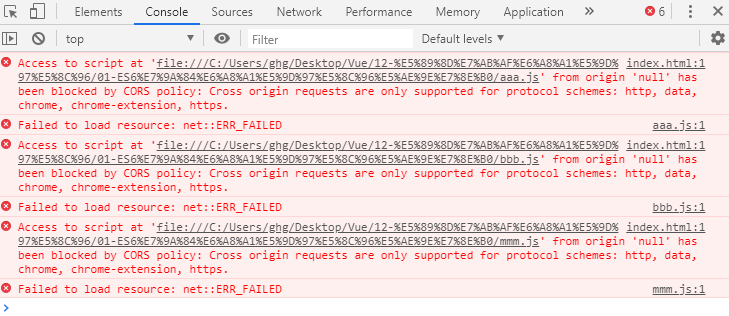 Elements Console Sources Network Performance Memory Application » 6
top Filter Default levels
Access to script at 'file:///C:/Users/ghg/Desktop/Vue/12-%E5%89%8D%E7%AB%AF%E6%A8%A1%E5%9D% index.html:1
97%E5%8C%96/01-ES6%E7%9A%84%E6%A8%A1%E5%9D%97%E5%8C%96%E5%AE%9E%E7%8E%B0/aaa.js' from origin 'null' has
been blocked by CORS policy: Cross origin requests are only supported for protocol schemes: http, data,
chrome, chrome-extension, https.
Failed to load resource: net::ERR_FAILED aaa.js:1
Access to script at 'file:///C:/Users/ghg/Desktop/Vue/12-%E5%89%8D%E7%AB%AF%E6%A8%A1%E5%9D% index.html:1
97%E5%8C%96/01-ES6%E7%9A%84%E6%A8%A1%E5%9D%97%E5%8C%96%E5%AE%9E%E7%8E%B0/bbb.js' from origin 'null' has
been blocked by CORS policy: Cross origin requests are only supported for protocol schemes: http, data,
chrome, chrome-extension, https.
Failed to load resource: net::ERR_FAILED bbb.js:1
Access to script at 'file:///C:/Users/ghg/Desktop/Vue/12-%E5%89%8D%E7%AB%AF%E6%A8%A1%E5%9D% index.html:1
97%E5%8C%96/01-ES6%E7%9A%84%E6%A8%A1%E5%9D%97%E5%8C%96%E5%AE%9E%E7%8E%B0/mmm.js' from origin 'null' has
been blocked by CORS policy: Cross origin requests are only supported for protocol schemes: http, data,
chrome, chrome-extension, https.
Failed to load resource: net::ERR_FAILED mmm.js:1